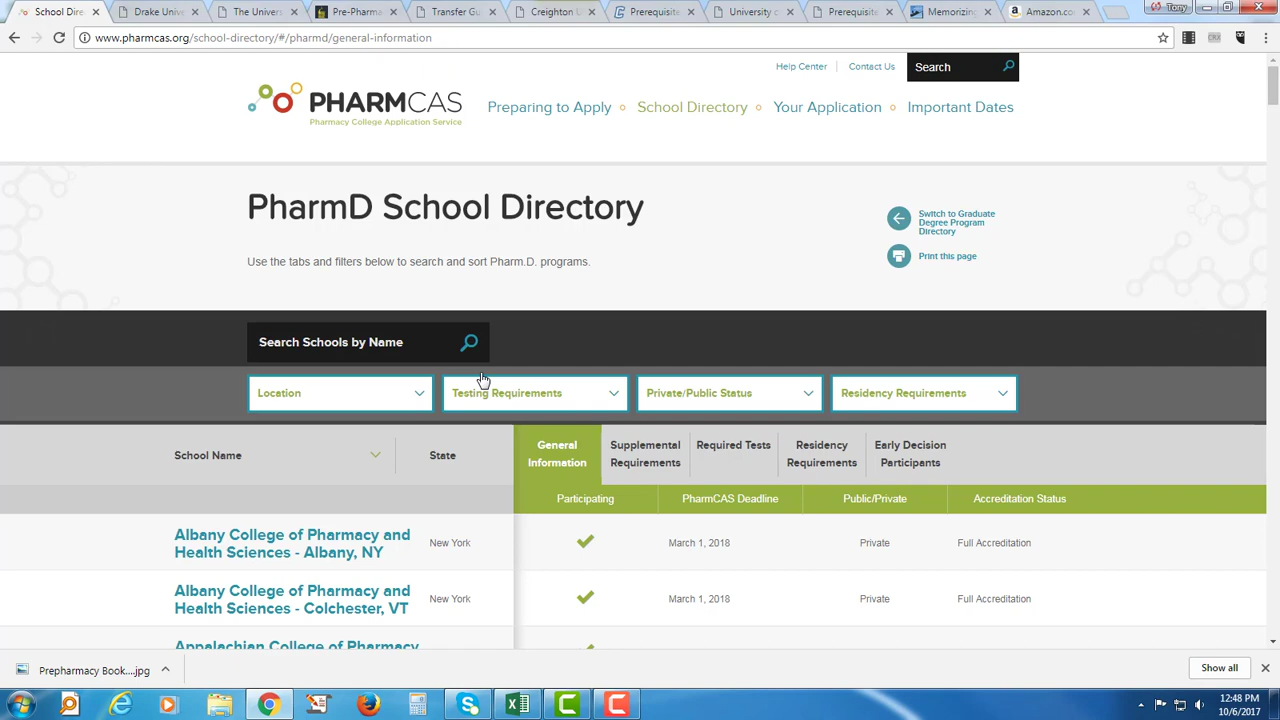 School Dire
Drake Unive
The Univers
Pre-Pharma
Transfer Gui
Creighton U
Prerequisite
University o
Prerequisite
Memorizing
Amazon.com
Tony
www.pharmcas.org/school-directory/#/pharmd/general-information
Help Center
Contact Us
Search
PHARMCAS
Pharmacy College Application Service
Preparing to Apply
School Directory
Your Application
Important Dates
PharmD School Directory
Switch to Graduate
Degree Program
Directory
Use the tabs and filters below to search and sort Pharm.D. programs.
Print this page
Search Schools by Name
Location
Testing Requirements
Private/Public Status
Residency Requirements
School Name
State
General
Information
Supplemental
Requirements
Required Tests
Residency
Requirements
Early Decision
Participants
Participating
PharmCAS Deadline
Public/Private
Accreditation Status
Albany College of Pharmacy and
Health Sciences - Albany, NY
New York
March 1, 2018
Private
Full Accreditation
Albany College of Pharmacy and
Health Sciences - Colchester, VT
New York
March 1, 2018
Private
Full Accreditation
Appalachian College of Pharmacy
Prepharmacy Book....jpg
Show all
12:48 PM
10/6/2017